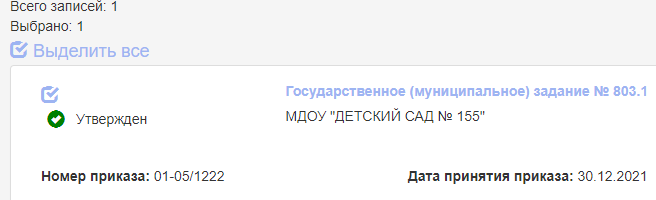 Всего записей: 1
Выбрано: 1
Выделить все
Государственное (муниципальное) задание № 803.1
Утвержден
МДОУ "ДЕТСКИЙ САД № 155"
Номер приказа: 01-05/1222
Дата принятия приказа: 30.12.2021